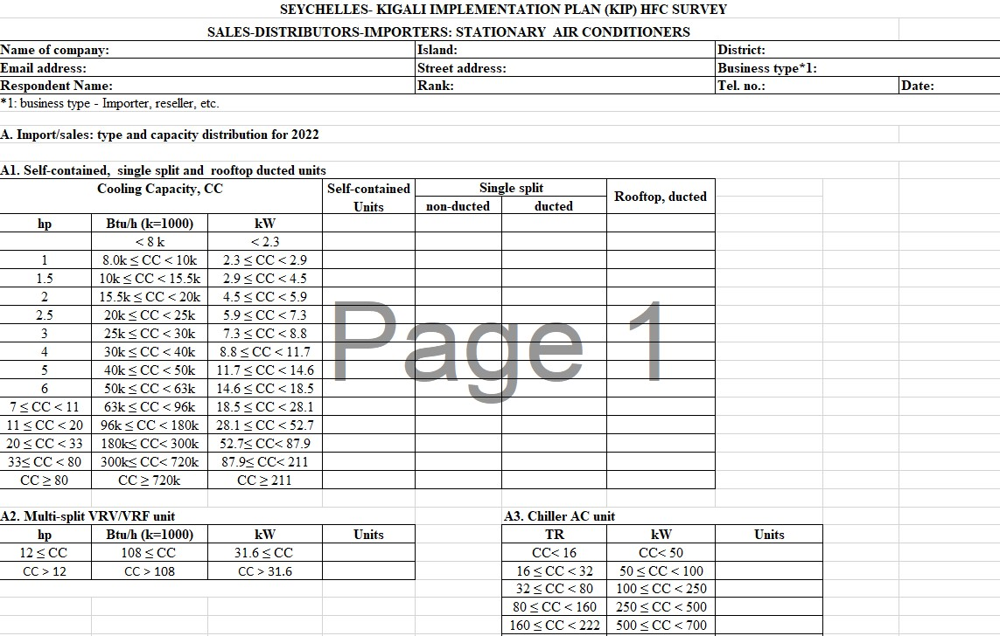 SEYCHELLES- KIGALI IMPLEMENTATION PLAN (KIP) HFC SURVEY
SALES-DISTRIBUTORS-IMPORTERS: STATIONARY AIR CONDITIONERS
Name of company: Island: District:
Email address: Street address: Business type*1:
Respondent Name: Rank: Tel. no.: Date:
*1: business type - Importer, reseller, etc.
A. Import/sales: type and capacity distribution for 2022
A1. Self-contained, single split and rooftop ducted units
Cooling Capacity, CC Self-contained Units Single split Rooftop, ducted
non-ducted ducted
hp Btu/h (k=1000) kW
< 8 k < 2.3
1 8.0k ≤ CC < 10k 2.3 ≤ CC < 2.9
1.5 10k ≤ CC < 15.5k 2.9 ≤ CC < 4.5
2 15.5k ≤ CC < 20k 4.5 ≤ CC < 5.9
2.5 20k ≤ CC < 25k 5.9 ≤ CC < 7.3
3 25k ≤ CC < 30k 7.3 ≤ CC < 8.8
4 30k ≤ CC < 40k 8.8 ≤ CC < 11.7
5 40k ≤ CC < 50k 11.7 ≤ CC < 14.6
6 50k ≤ CC < 63k 14.6 ≤ CC < 18.5
7 ≤ CC < 11 63k ≤ CC < 96k 18.5 ≤ CC < 28.1
11 ≤ CC < 20 96k ≤ CC < 180k 28.1 ≤ CC < 52.7
20 ≤ CC < 33 180k≤ CC< 300k 52.7≤ CC< 87.9
33≤ CC < 80 300k≤ CC< 720k 87.9≤ CC< 211
CC ≥ 80 CC ≥ 720k CC ≥ 211
Page 1
A2. Multi-split VRV/VRF unit A3. Chiller AC unit
hp Btu/h (k=1000) kW Units TR kW Units
12 ≤ CC 108 ≤ CC 31.6 ≤ CC CC< 16 CC< 50
CC > 12 CC > 108 CC > 31.6 16 ≤ CC < 32 50 ≤ CC < 100
32 ≤ CC < 80 100 ≤ CC < 250
80 ≤ CC < 160 250 ≤ CC < 500
160 ≤ CC < 222 500 ≤ CC < 700